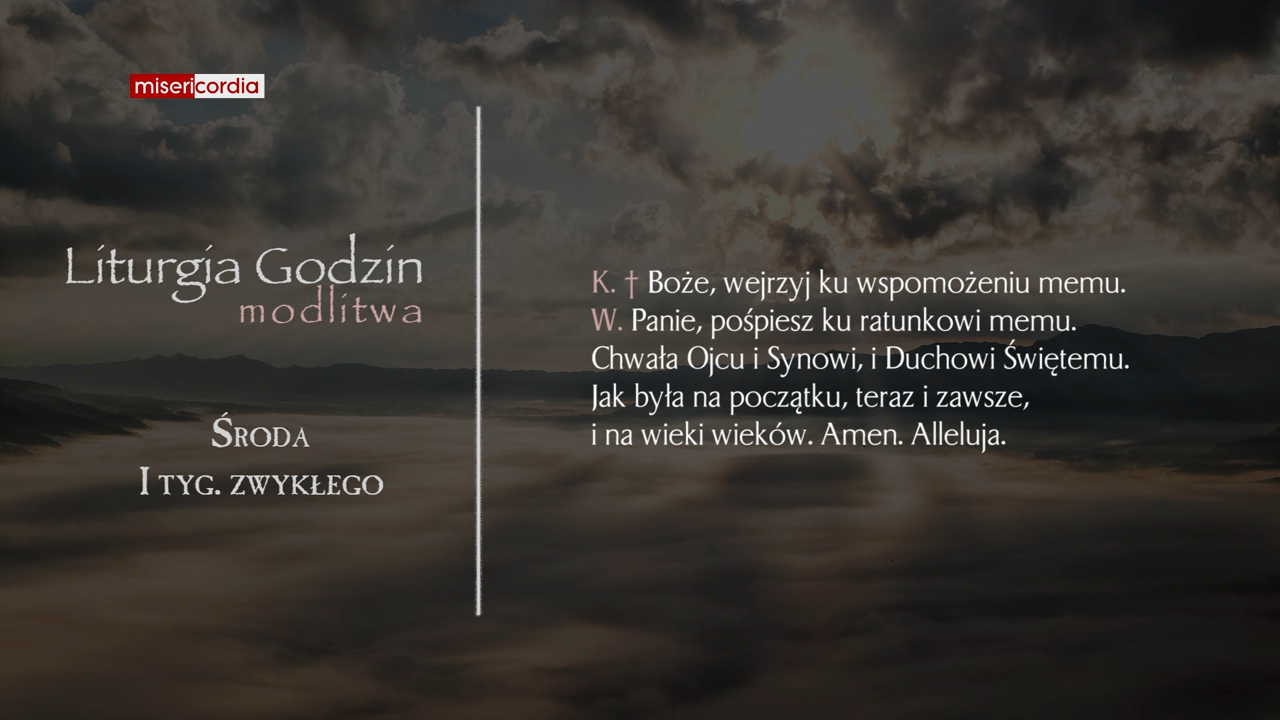 misericordia
Liturgia Godzin
modlitwa
Środa
I tyg. zwykłego
K. † Boże, wejrzyj ku wspomożeniu memu.
W. Panie, pośpiesz ku ratunkowi memu.
Chwała Ojcu i Synowi, i Duchowi Świętemu.
Jak była na początku, teraz i zawsze,
i na wieki wieków. Amen. Alleluja.